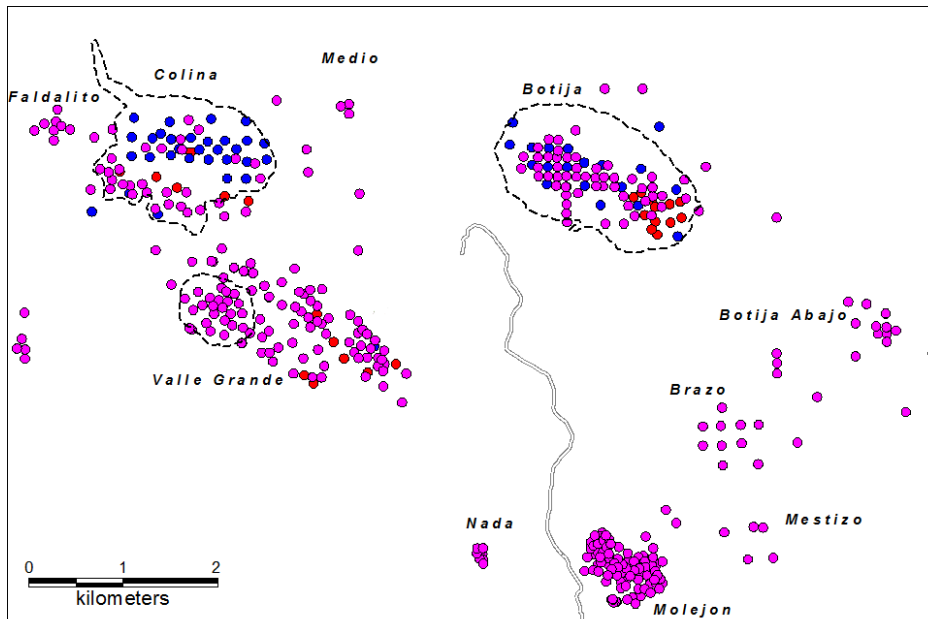 Medio
Colina
Botija
Faldalito
Botija Abajo
Valle Grande
Brazo
Nada
Mestizo
0 1 2
kilometers
Molejon